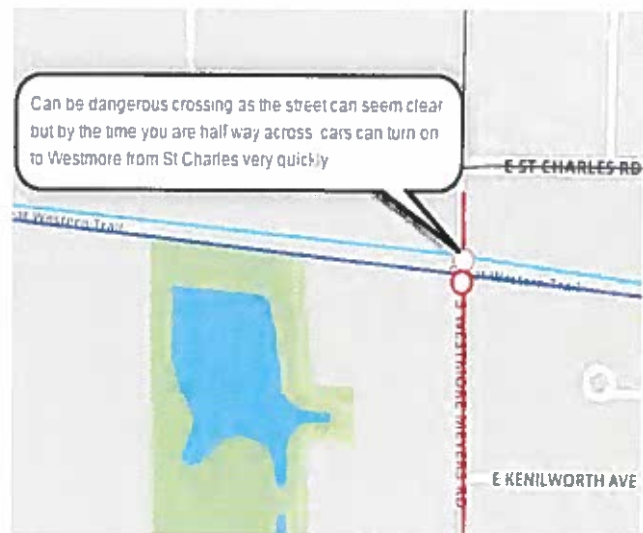 Can be dangerous crossing as the street can seem clear
but by the time you are half way across cars can turn on
to Westmore from St Charles very quickly
E ST CHARLES RD
Western Trail
Western Trail
WESTMORE MEYERS RD
E KENILWORTH AVE